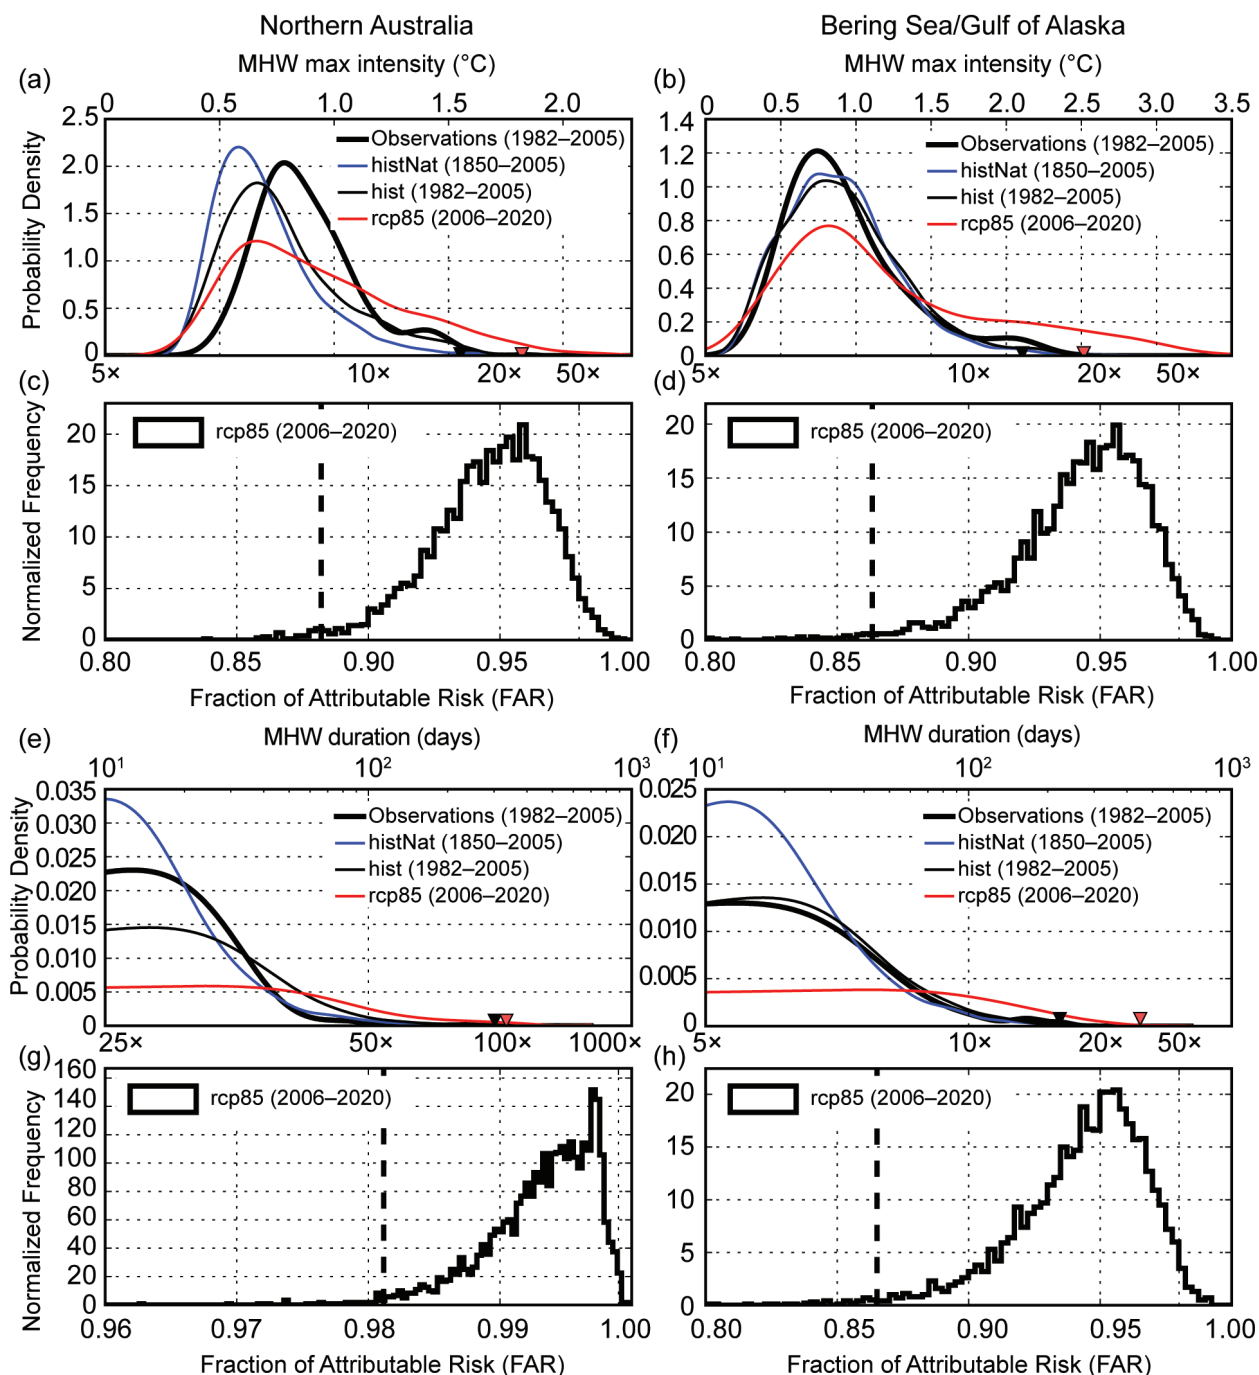 Northern Australia
Bering Sea/Gulf of Alaska
(a)
MHW max intensity (°C)
0 0.5 1.0 1.5 2.0
Probability Density
2.5
2.0
1.5
1.0
0.5
0
Observations (1982–2005)
histNat (1850–2005)
hist (1982–2005)
rcp85 (2006–2020)
5× 10× 20× 50×
(b)
MHW max intensity (°C)
0 0.5 1.0 1.5 2.0 2.5 3.0 3.5
1.4
1.2
1.0
0.8
0.6
0.4
0.2
0
Observations (1982–2005)
histNat (1850–2005)
hist (1982–2005)
rcp85 (2006–2020)
5× 10× 20× 50×
(c)
Normalized Frequency
20
15
10
5
0
rcp85 (2006–2020)
0.80 0.85 0.90 0.95 1.00
Fraction of Attributable Risk (FAR)
(d)
20
15
10
5
0
rcp85 (2006–2020)
0.80 0.85 0.90 0.95 1.00
Fraction of Attributable Risk (FAR)
(e)
MHW duration (days)
10¹ 10² 10³
Probability Density
0.035
0.030
0.025
0.020
0.015
0.010
0.005
0
Observations (1982–2005)
histNat (1850–2005)
hist (1982–2005)
rcp85 (2006–2020)
25× 50× 100× 1000×
(f)
MHW duration (days)
10¹ 10² 10³
0.025
0.020
0.015
0.010
0.005
0
Observations (1982–2005)
histNat (1850–2005)
hist (1982–2005)
rcp85 (2006–2020)
5× 10× 20× 50×
(g)
Normalized Frequency
160
140
120
100
80
60
40
20
0
rcp85 (2006–2020)
0.96 0.97 0.98 0.99 1.00
Fraction of Attributable Risk (FAR)
(h)
20
15
10
5
0
rcp85 (2006–2020)
0.80 0.85 0.90 0.95 1.00
Fraction of Attributable Risk (FAR)